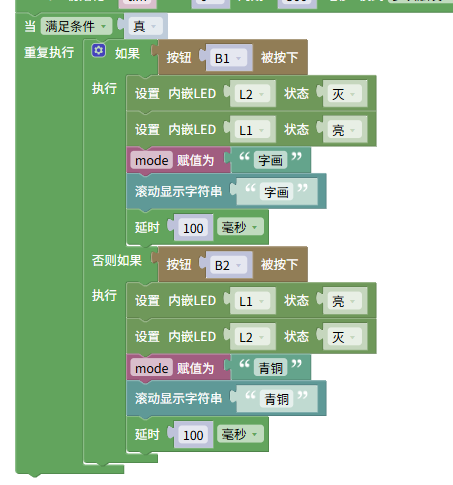 当 满足条件 真
重复执行 如果 按钮 B1 被按下
执行 设置 内嵌LED L2 状态 灭
设置 内嵌LED L1 状态 亮
mode 赋值为 “ 字画 ”
滚动显示字符串 “ 字画 ”
延时 100 毫秒
否则如果 按钮 B2 被按下
执行 设置 内嵌LED L1 状态 亮
设置 内嵌LED L2 状态 灭
mode 赋值为 “ 青铜 ”
滚动显示字符串 “ 青铜 ”
延时 100 毫秒